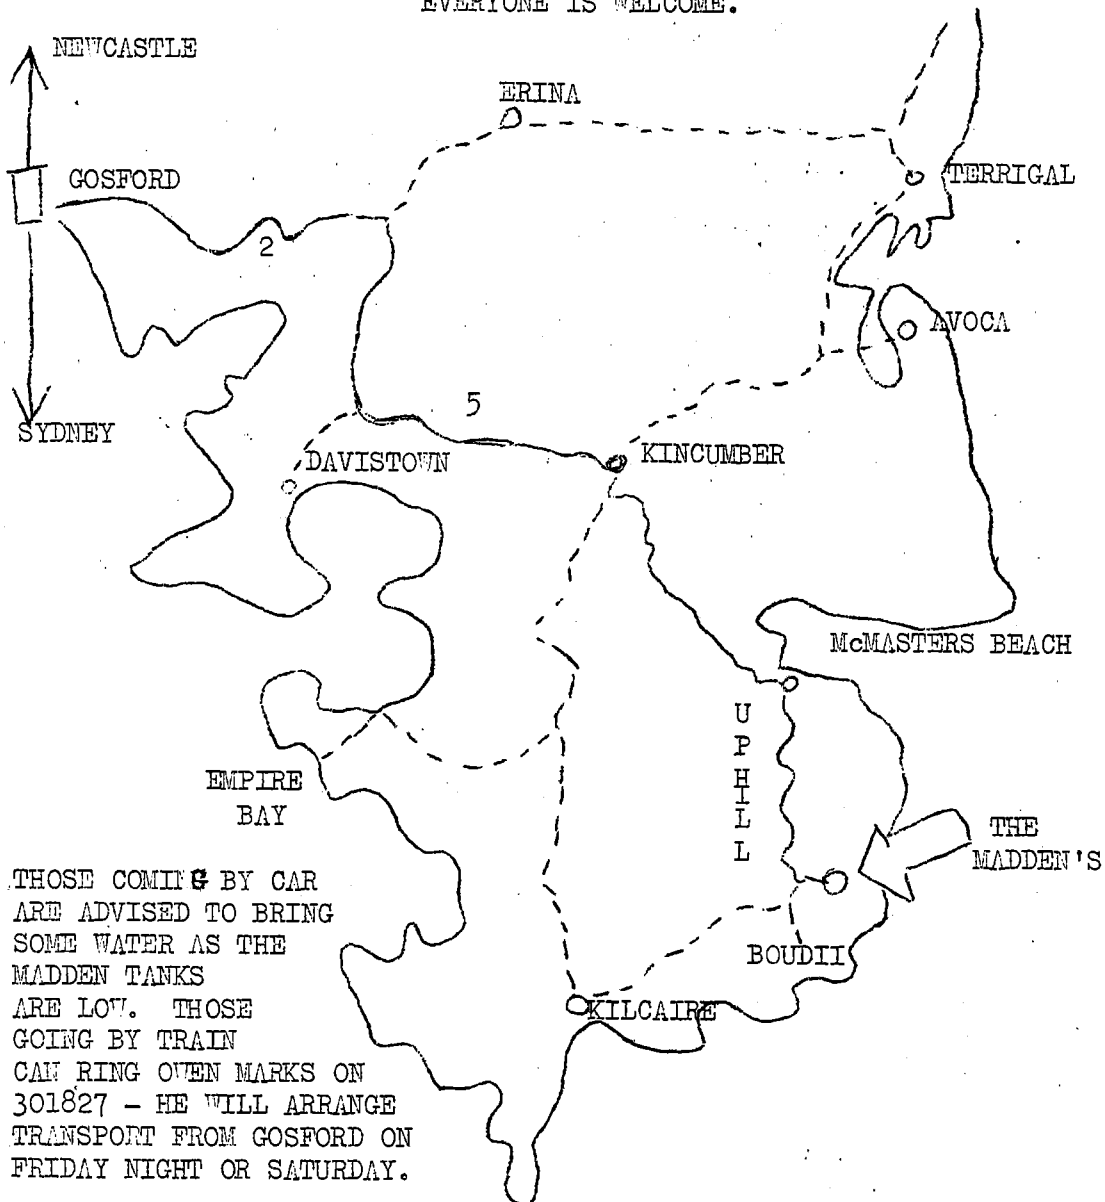 EVERYONE IS WELCOME.
NEWCASTLE
ERINA
GOSFORD
TERRIGAL
2
AVOCA
5
SYDNEY
DAVISTOWN
KINCUMBER
McMASTERS BEACH
UPHILL
EMPIRE
BAY
THE
MADDEN'S
BOUDII
KILCAIRE
THOSE COMING BY CAR
ARE ADVISED TO BRING
SOME WATER AS THE
MADDEN TANKS
ARE LOW. THOSE
GOING BY TRAIN
CAN RING OWEN MARKS ON
301827 - HE WILL ARRANGE
TRANSPORT FROM GOSFORD ON
FRIDAY NIGHT OR SATURDAY.